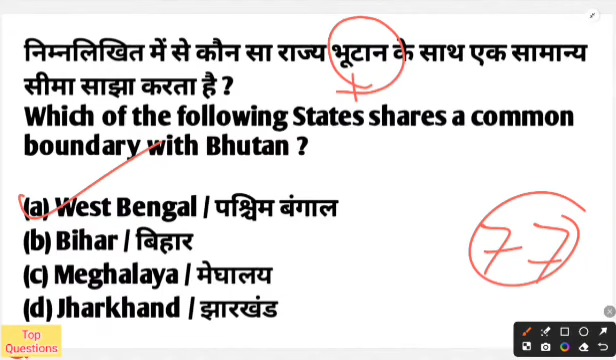 निम्नलिखित में से कौन सा राज्य भूटान के साथ एक सामान्य
सीमा साझा करता है ?
Which of the following States shares a common
boundary with Bhutan ?
(a) West Bengal / पश्चिम बंगाल
(b) Bihar / बिहार
(c) Meghalaya / मेघालय
(d) Jharkhand / झारखंड
77
Top
Questions